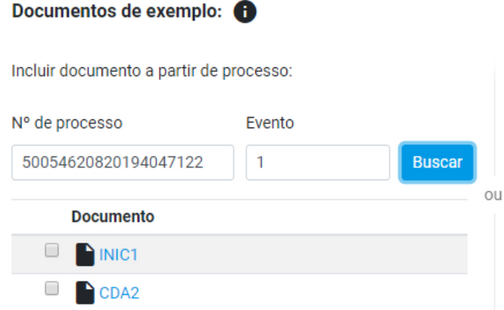 Documentos de exemplo:
Incluir documento a partir de processo:
Nº de processo Evento
50054620820194047122 1 Buscar
ou
Documento
INIC1
CDA2